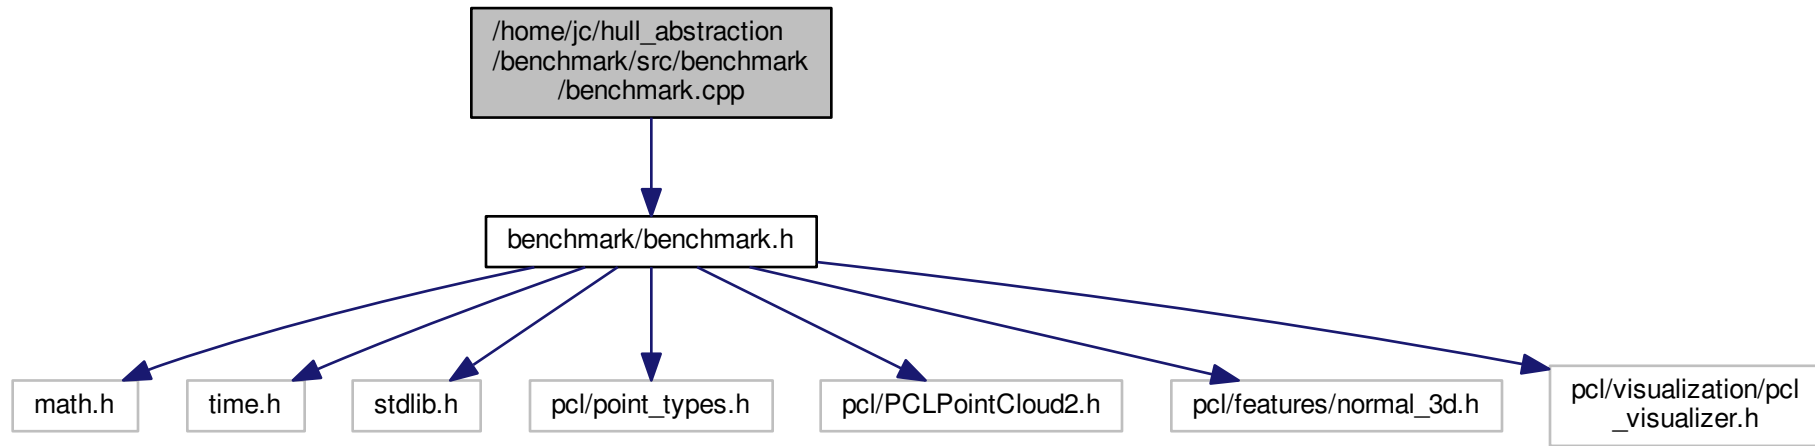 /home/jc/hull_abstraction
/benchmark/src/benchmark
/benchmark.cpp
benchmark/benchmark.h
math.h
time.h
stdlib.h
pcl/point_types.h
pcl/PCLPointCloud2.h
pcl/features/normal_3d.h
pcl/visualization/pcl
_visualizer.h